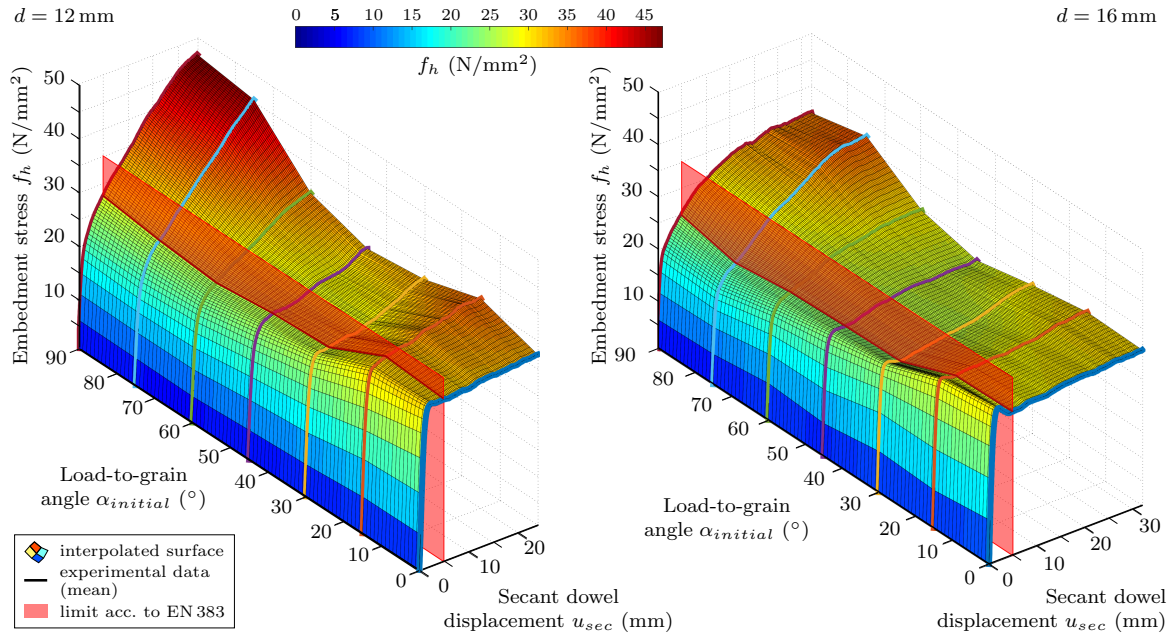 d = 12 mm
0 5 10 15 20 25 30 35 40 45
f_h (N/mm²)
d = 16 mm
Embedment stress f_h (N/mm²)
50
40
30
20
10
90
80
70
60
50
40
30
20
10
0
0
10
20
Load-to-grain
angle α_initial (°)
Secant dowel
displacement u_sec (mm)
Embedment stress f_h (N/mm²)
50
40
30
20
10
90
80
70
60
50
40
30
20
10
0
0
10
20
30
Load-to-grain
angle α_initial (°)
Secant dowel
displacement u_sec (mm)
interpolated surface
experimental data
(mean)
limit acc. to EN 383